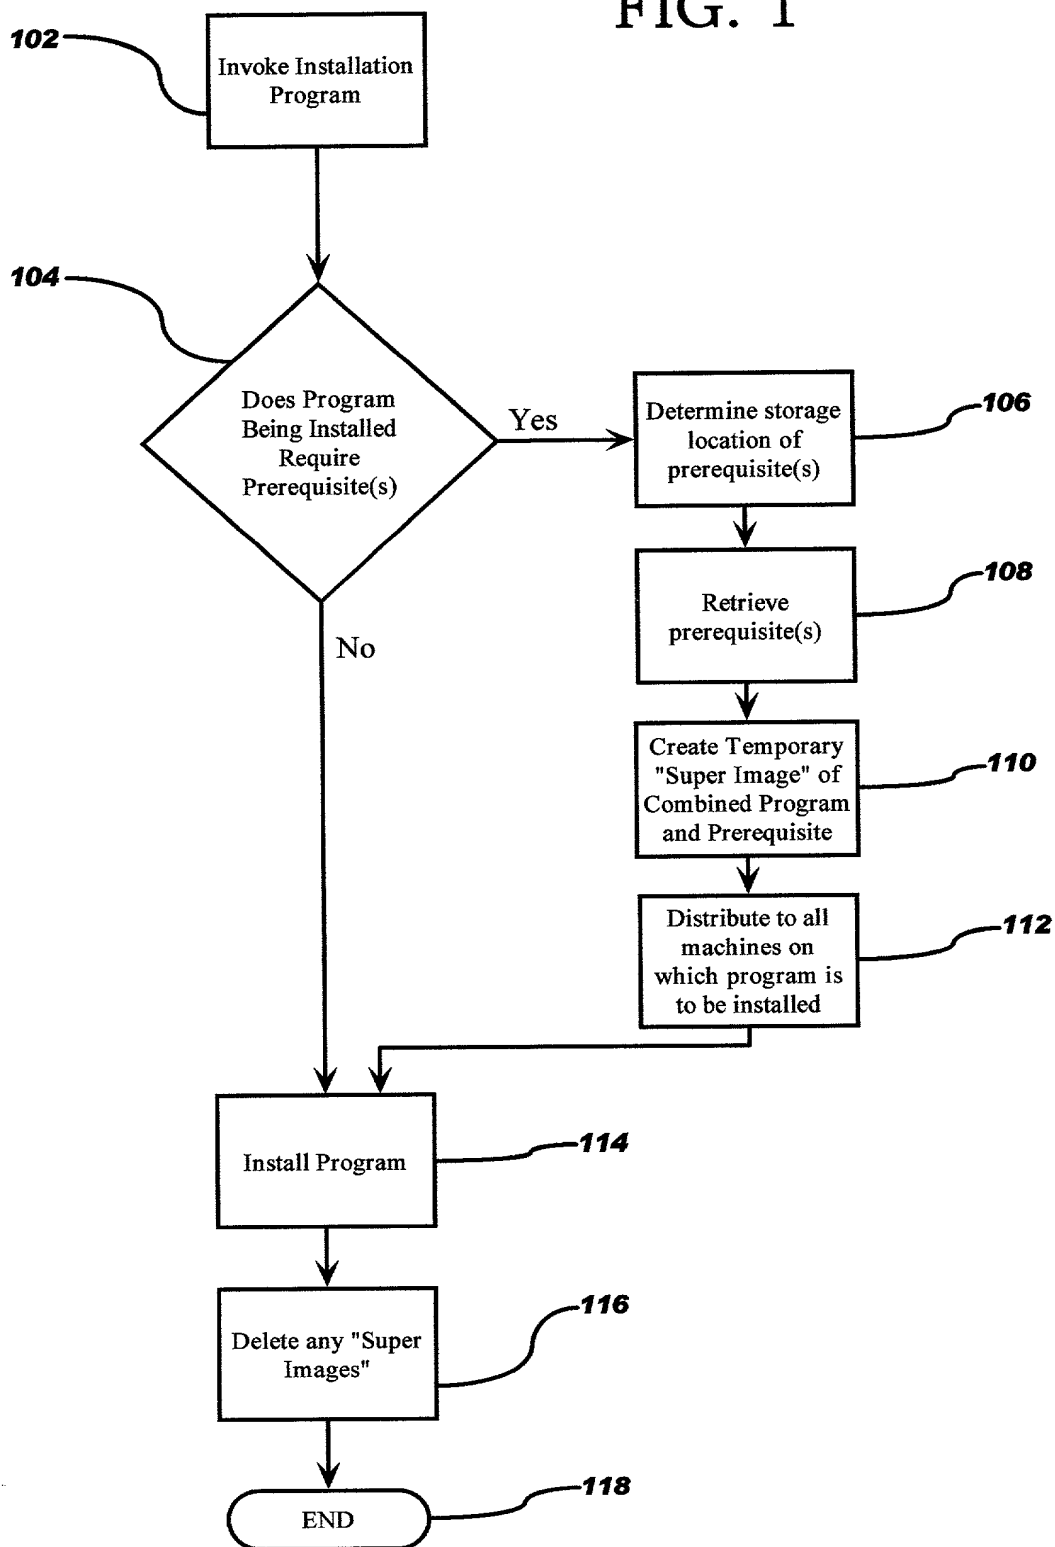 FIG. 1
102
Invoke Installation
Program
104
Does Program
Being Installed
Require
Prerequisite(s)
Yes
Determine storage
location of
prerequisite(s)
106
Retrieve
prerequisite(s)
108
No
Create Temporary
"Super Image" of
Combined Program
and Prerequisite
110
Distribute to all
machines on
which program is
to be installed
112
Install Program
114
Delete any "Super
Images"
116
END
118